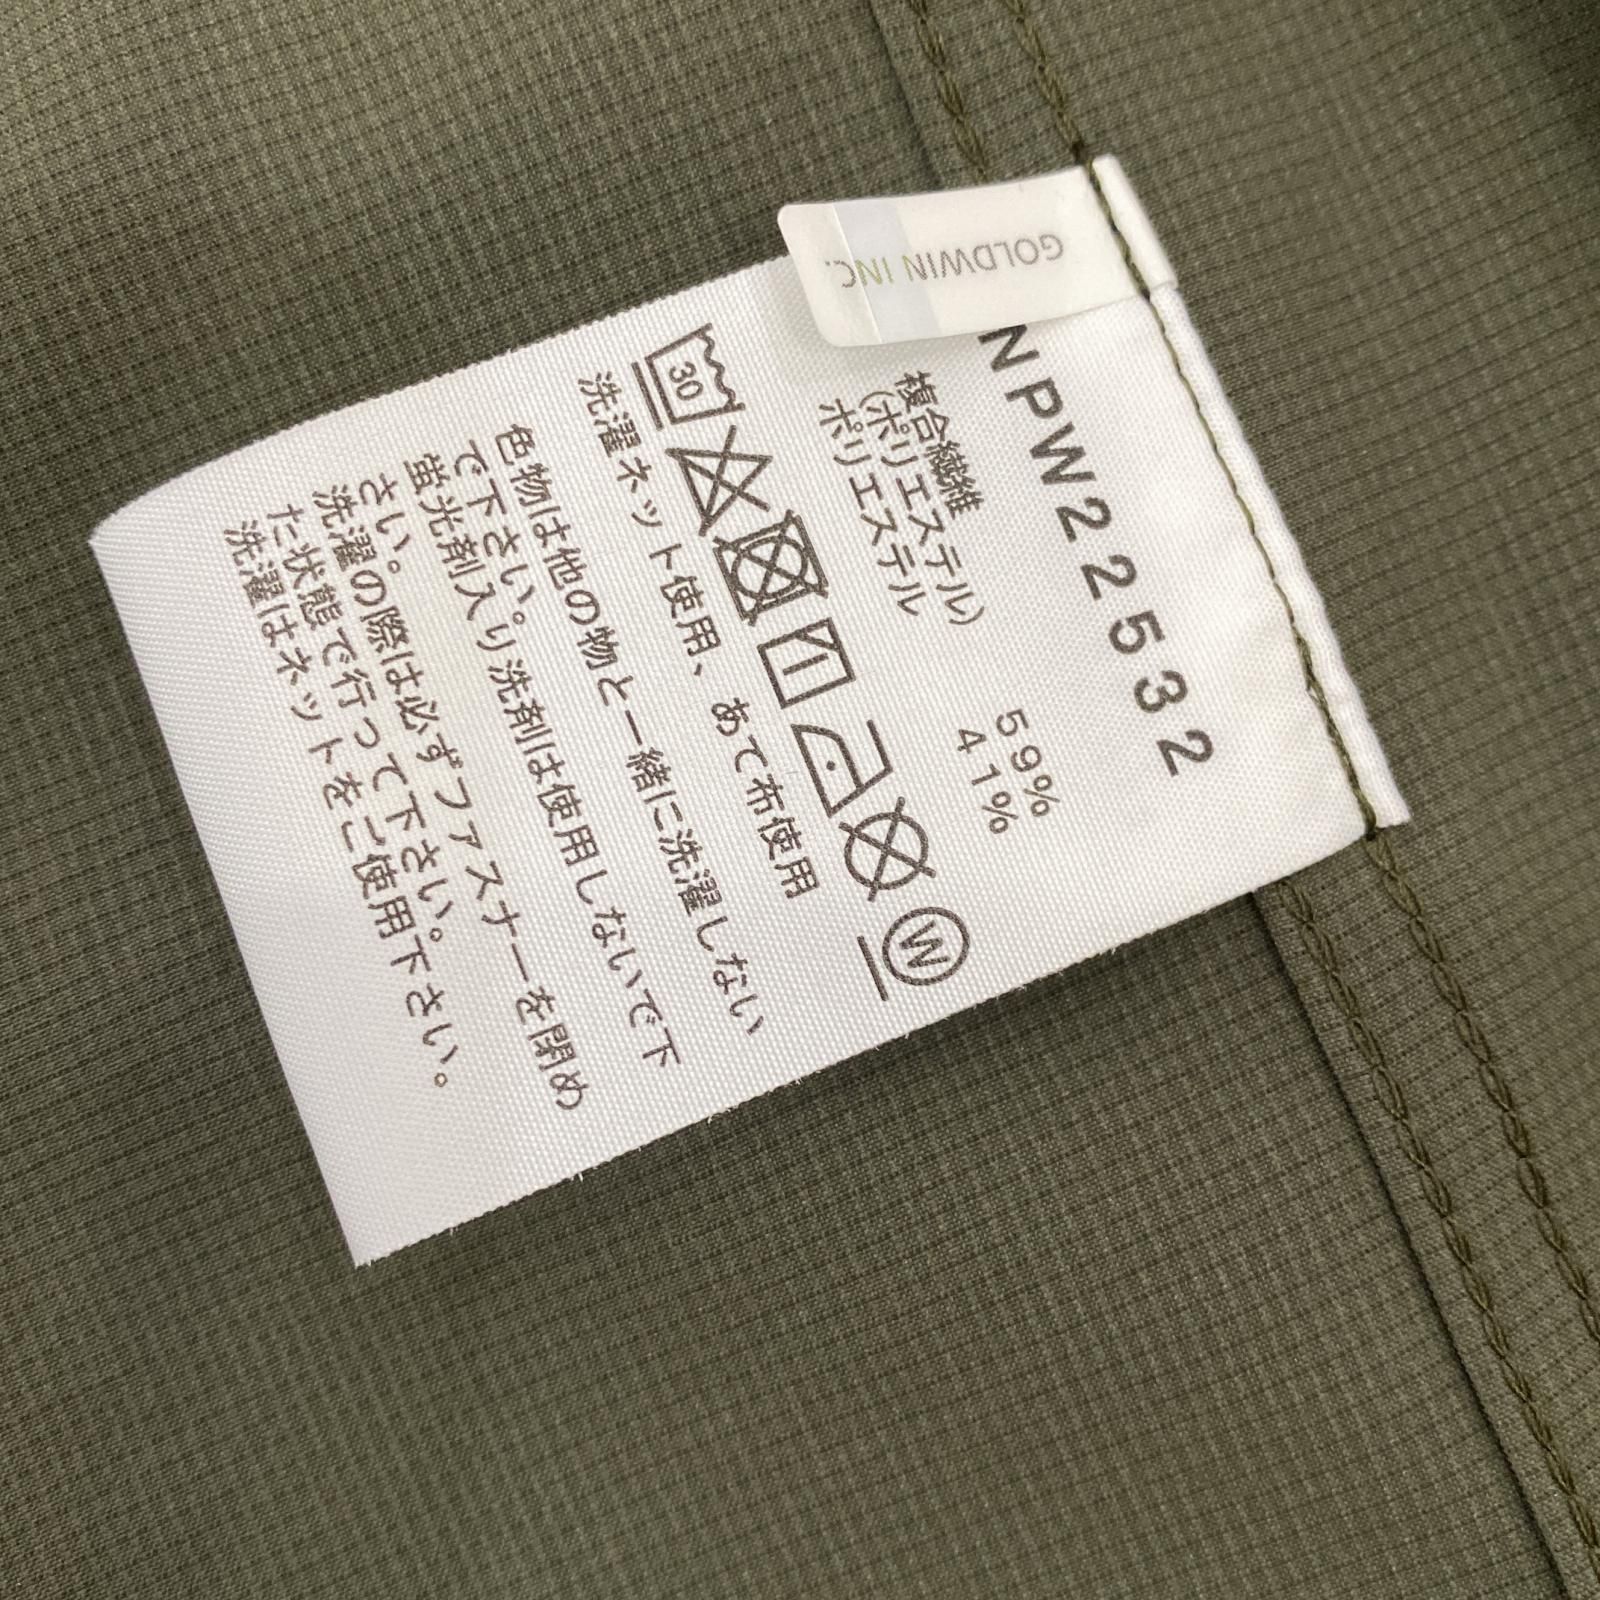 GOLDWIN INC.
NPW22532
複合繊維
(ポリエステル) 59%
ポリエステル 41%
30
W
洗濯ネット使用、あて布使用
色物は他の物と一緒に洗濯しない
で下さい。
蛍光剤入り洗剤は使用しないで下
さい。
洗濯の際は必ずファスナーを閉め
た状態で行って下さい。
洗濯はネットをご使用下さい。